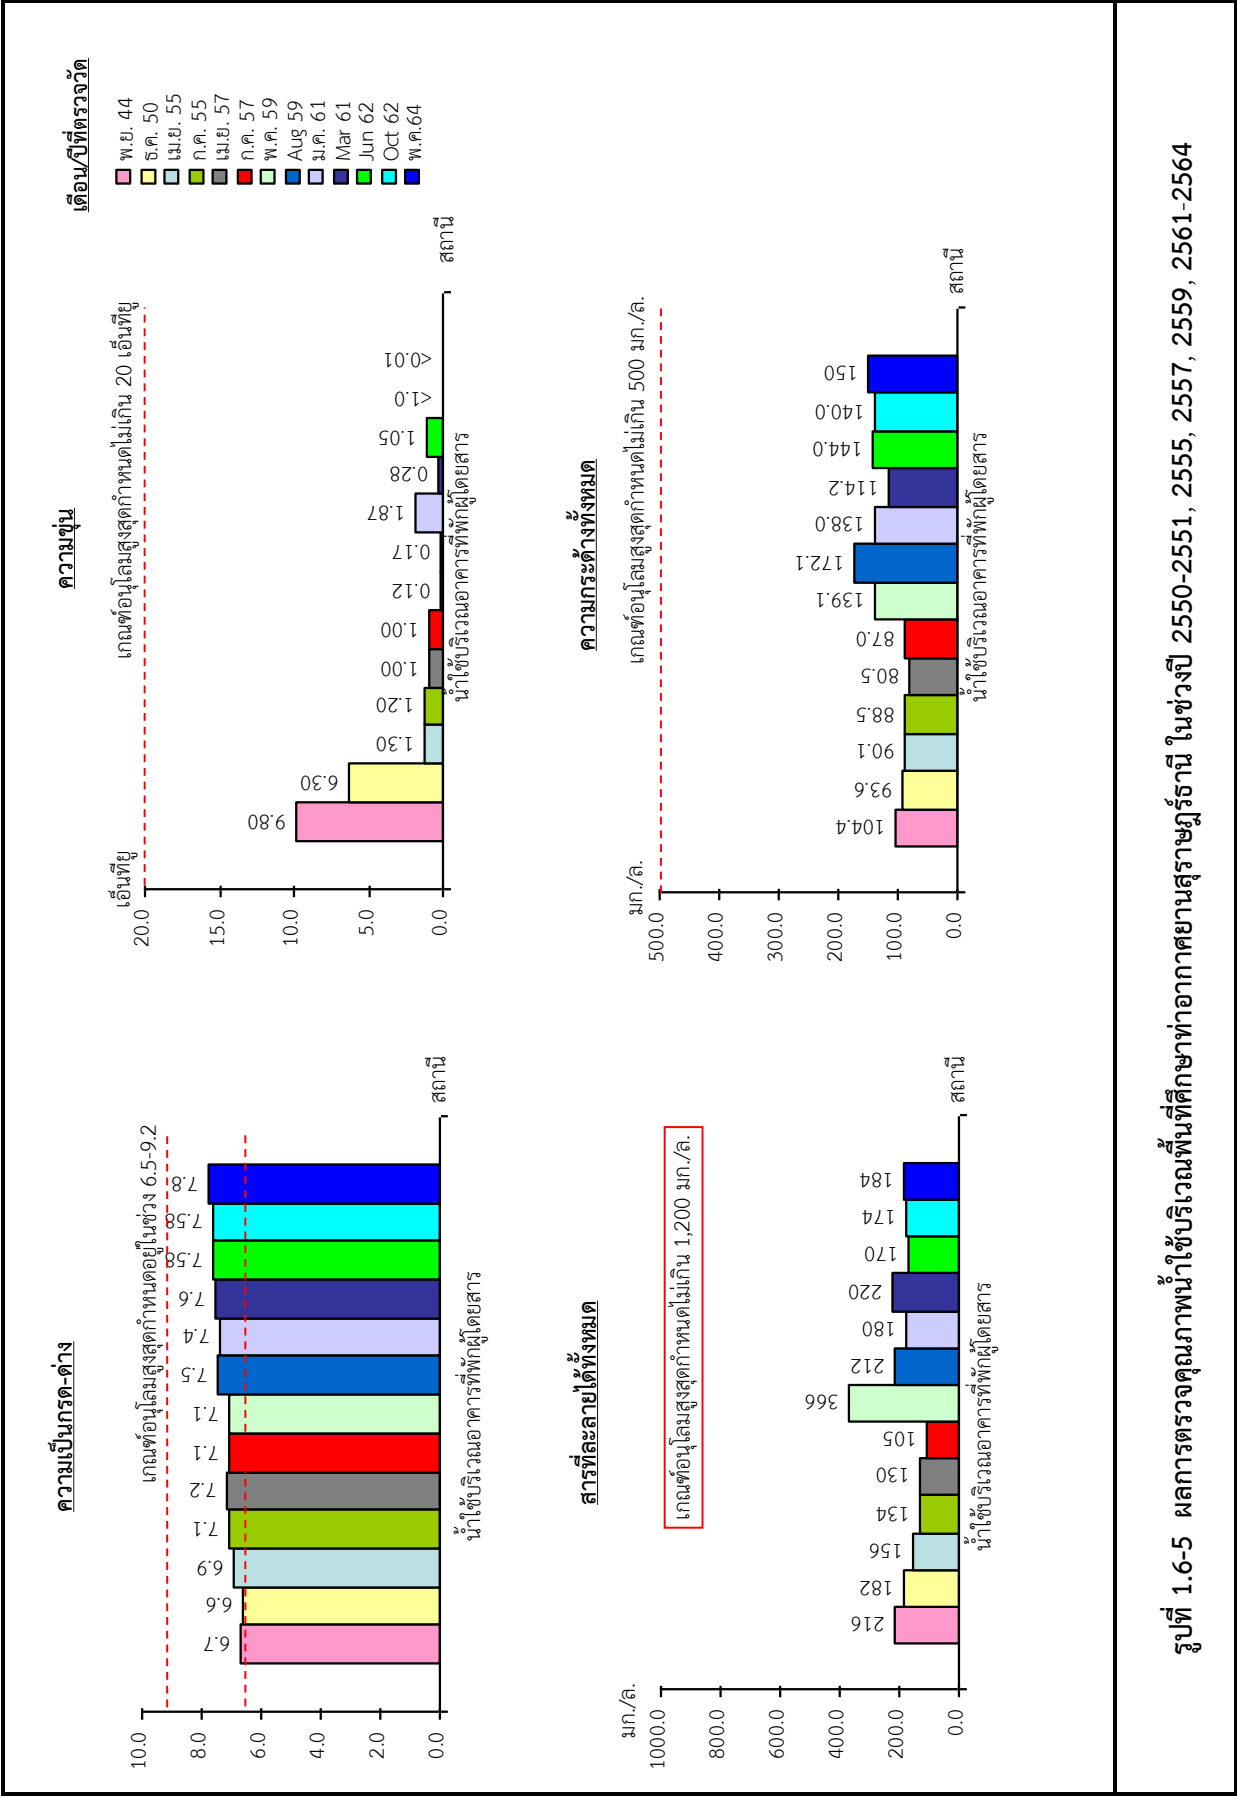 ความเป็นกรด-ด่าง
เกณฑ์อนุโลมสูงสุดกำหนดอยู่ในช่วง 6.5-9.2
10.0
8.0
6.0
4.0
2.0
0.0
6.7
6.6
6.9
7.1
7.2
7.1
7.1
7.5
7.4
7.6
7.58
7.58
7.8
สถานี
น้ำใช้บริเวณอาคารที่พักผู้โดยสาร
ความขุ่น
เอ็นทียู
เกณฑ์อนุโลมสูงสุดกำหนดไม่เกิน 20 เอ็นทียู
20.0
15.0
10.0
5.0
0.0
9.80
6.30
1.30
1.20
1.00
1.00
0.12
0.17
1.87
0.28
1.05
<1.0
<0.01
สถานี
น้ำใช้บริเวณอาคารที่พักผู้โดยสาร
เดือน/ปีที่ตรวจวัด
พ.ย. 44
ธ.ค. 50
เม.ย. 55
ก.ค. 55
เม.ย. 57
ก.ค. 57
พ.ค. 59
Aug 59
ม.ค. 61
Mar 61
Jun 62
Oct 62
พ.ค.64
สารที่ละลายได้ทั้งหมด
มก./ล.
เกณฑ์อนุโลมสูงสุดกำหนดไม่เกิน 1,200 มก./ล.
1000.0
800.0
600.0
400.0
200.0
0.0
216
182
156
134
130
105
366
212
180
220
170
174
184
สถานี
น้ำใช้บริเวณอาคารที่พักผู้โดยสาร
ความกระด้างทั้งหมด
มก./ล.
เกณฑ์อนุโลมสูงสุดกำหนดไม่เกิน 500 มก./ล.
500.0
400.0
300.0
200.0
100.0
0.0
104.4
93.6
90.1
88.5
80.5
87.0
139.1
172.1
138.0
114.2
144.0
140.0
150
สถานี
น้ำใช้บริเวณอาคารที่พักผู้โดยสาร
รูปที่ 1.6-5 ผลการตรวจคุณภาพน้ำใช้บริเวณพื้นที่ศึกษาท่าอากาศยานสุราษฎร์ธานี ในช่วงปี 2550-2551, 2555, 2557, 2559, 2561-2564